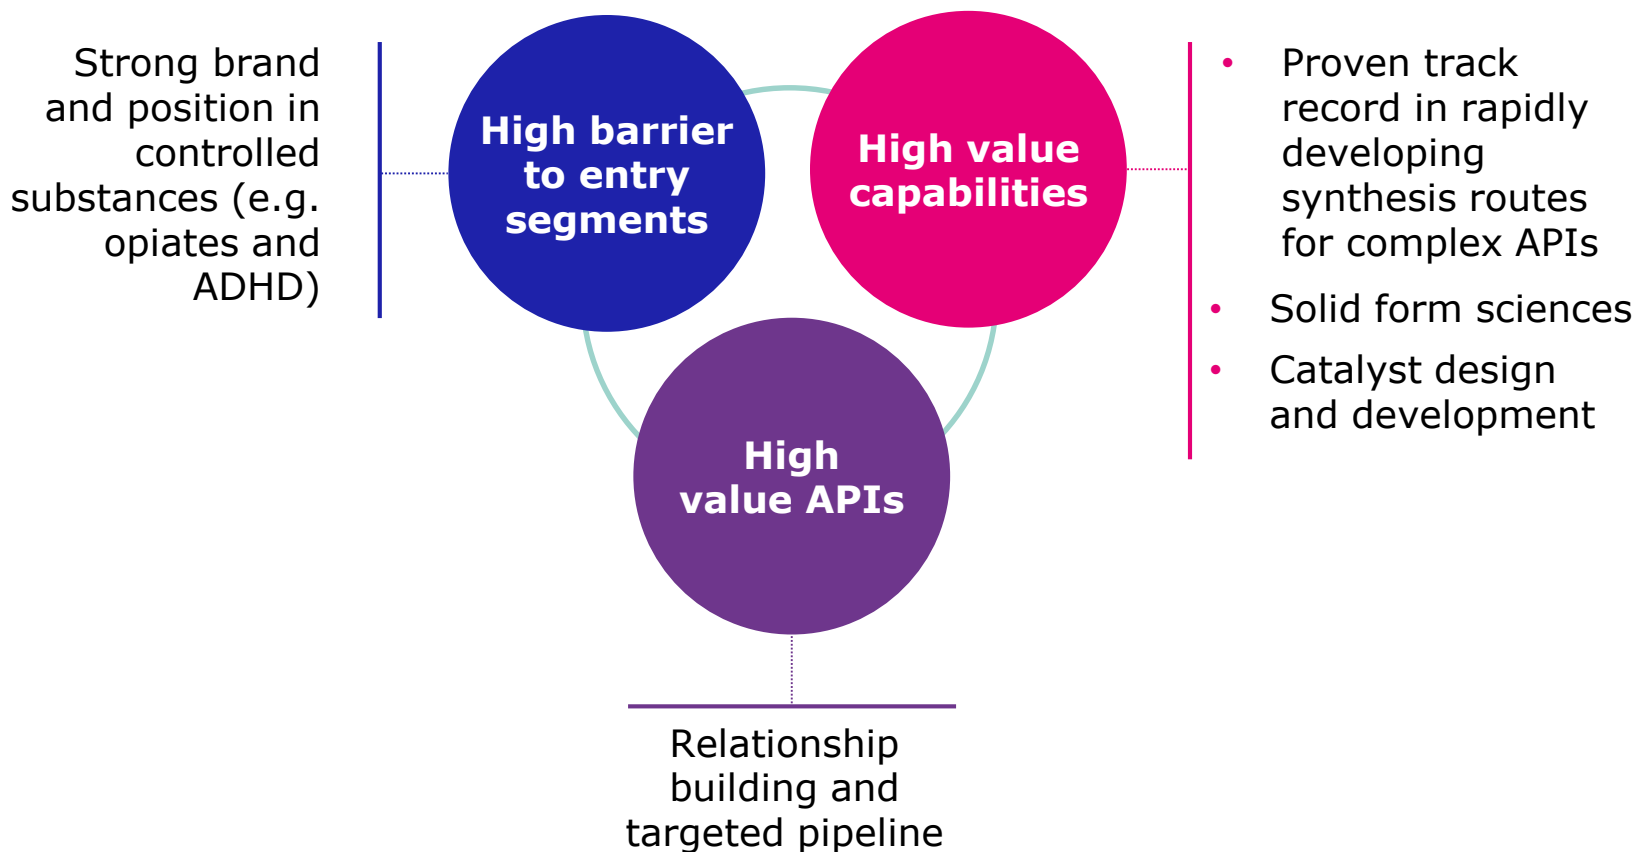 Strong brand
and position in
controlled
substances (e.g.
opiates and
ADHD)
High barrier
to entry
segments
High value
capabilities
• Proven track
record in rapidly
developing
synthesis routes
for complex APIs
• Solid form sciences
• Catalyst design
and development
High
value APIs
Relationship
building and
targeted pipeline